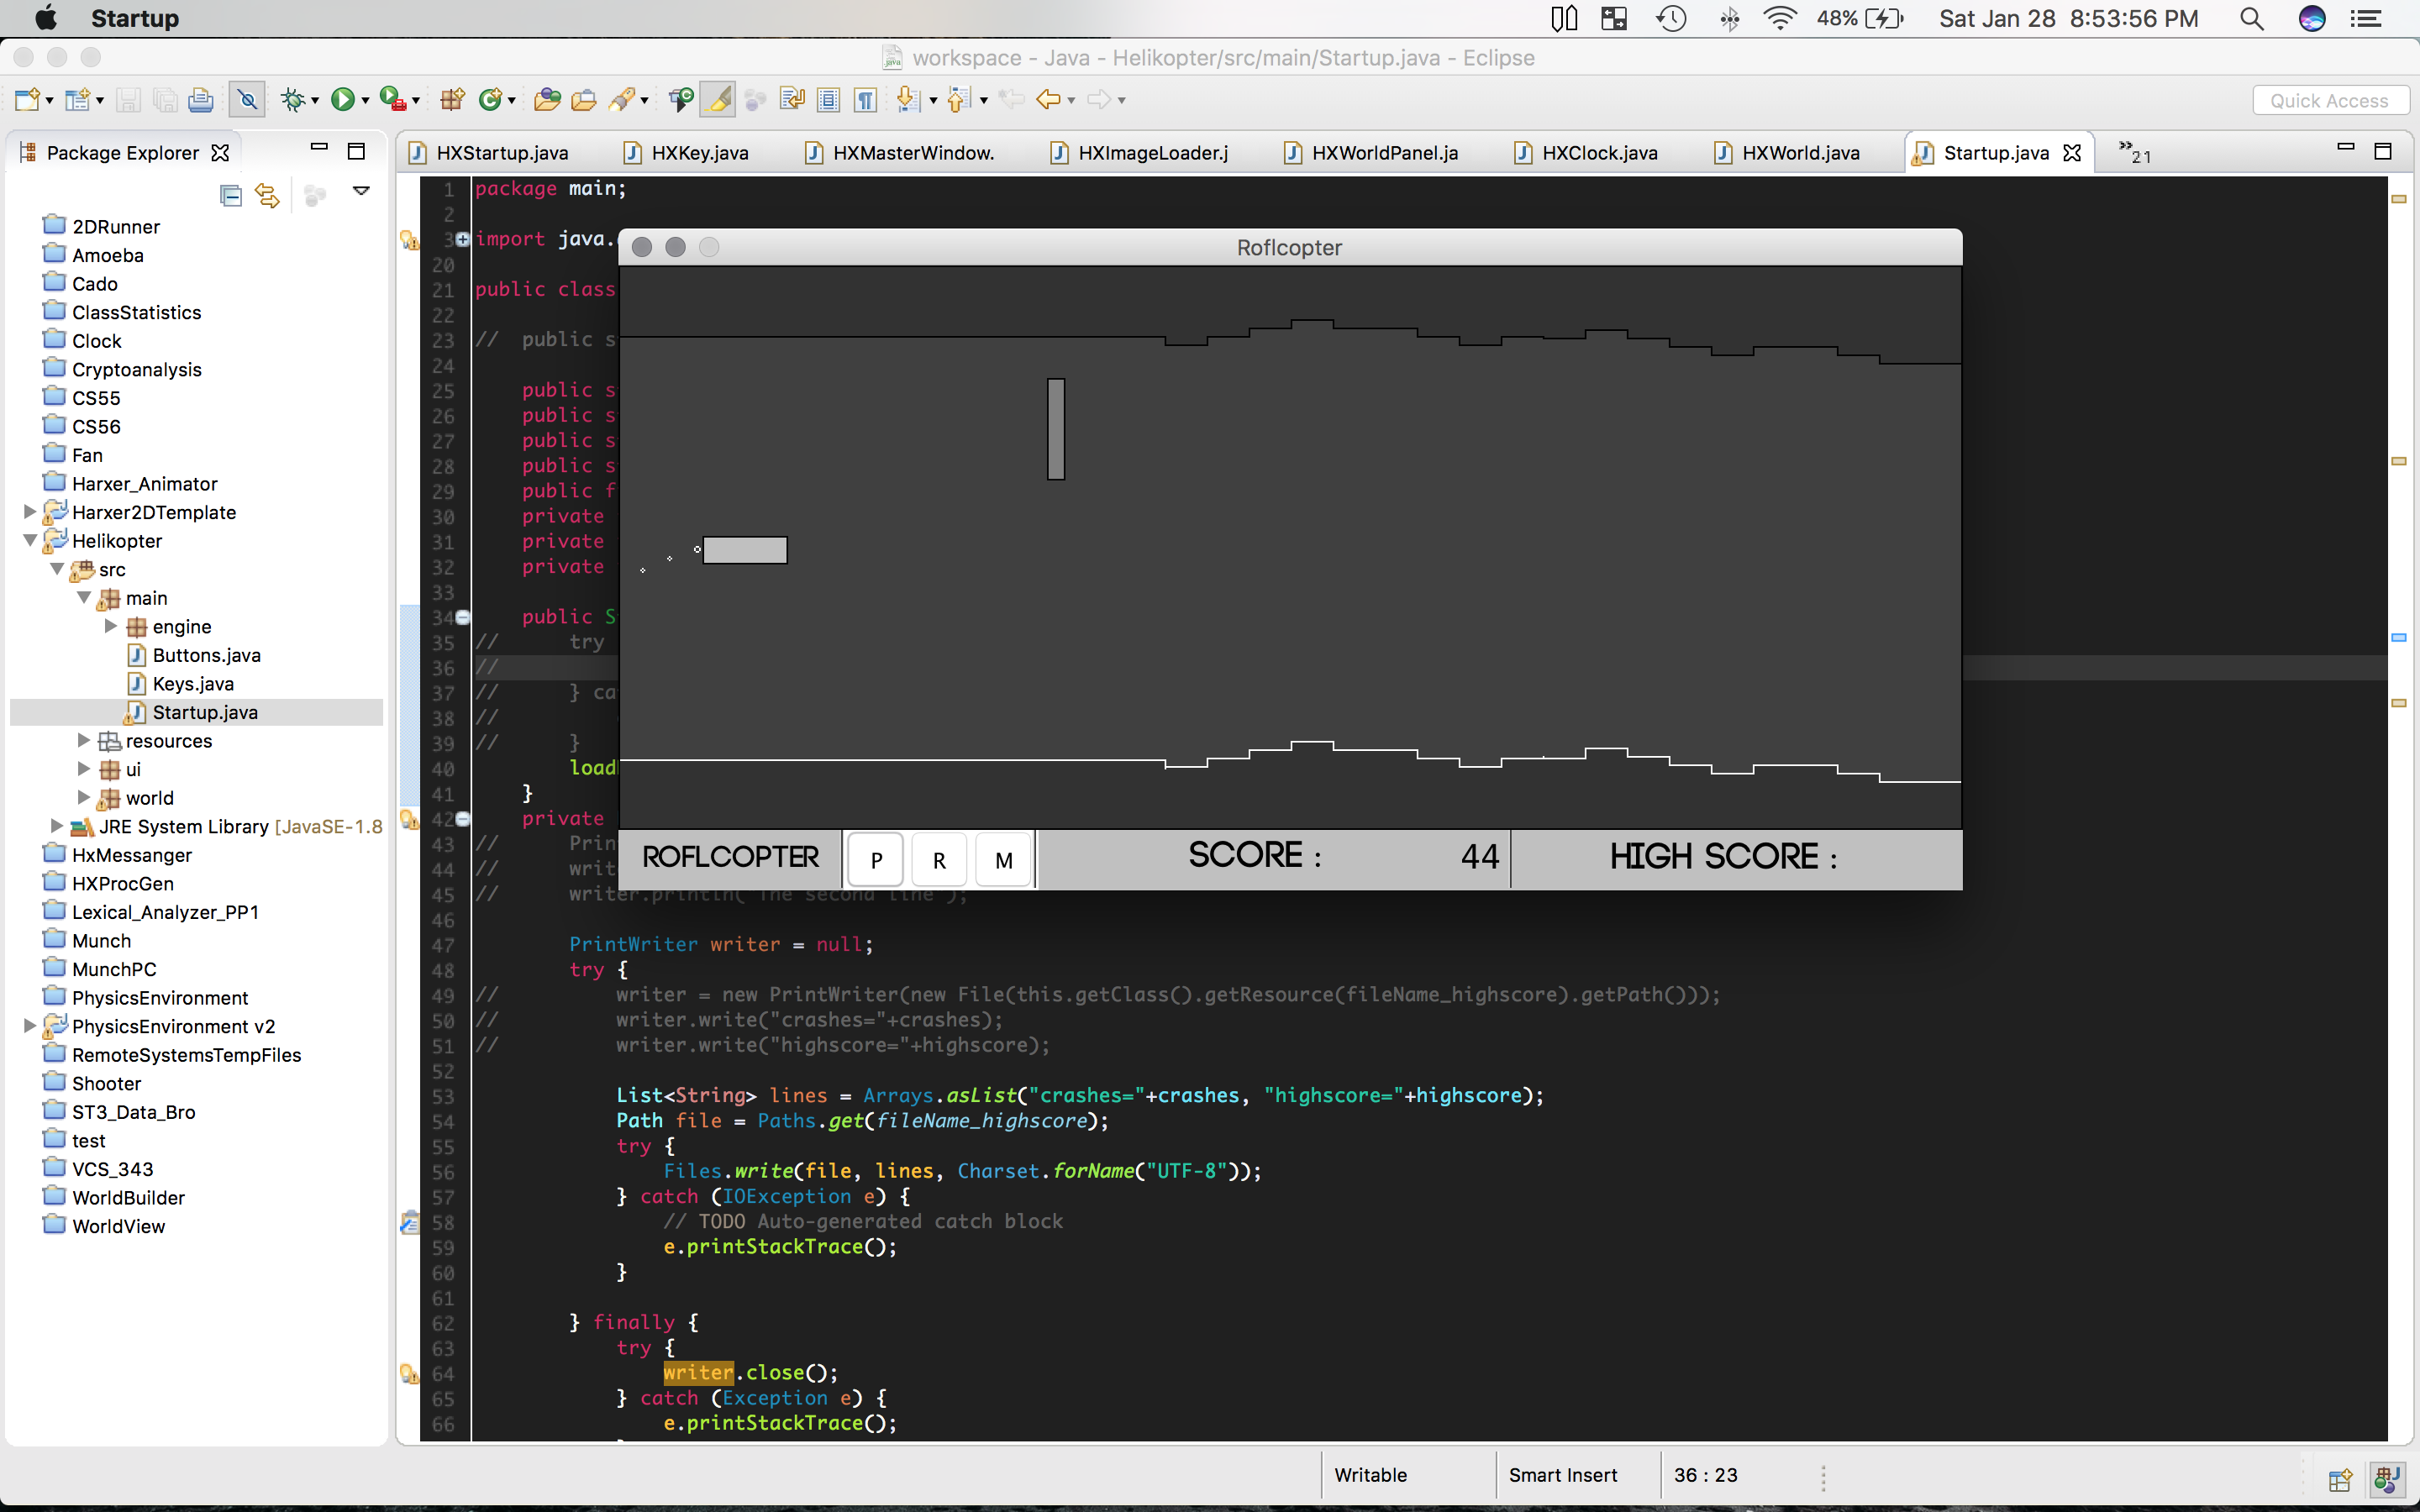 Startup
48%
Sat Jan 28 8:53:56 PM
workspace - Java - Helikopter/src/main/Startup.java - Eclipse
Quick Access
Package Explorer
HXStartup.java
HXKey.java
HXMasterWindow.
HXImageLoader.j
HXWorldPanel.ja
HXClock.java
HXWorld.java
Startup.java
»21
2DRunner
Amoeba
Cado
ClassStatistics
Clock
Cryptoanalysis
CS55
CS56
Fan
Harxer_Animator
Harxer2DTemplate
Helikopter
src
main
engine
Buttons.java
Keys.java
Startup.java
resources
ui
world
JRE System Library [JavaSE-1.8
HxMessanger
HXProcGen
Lexical_Analyzer_PP1
Munch
MunchPC
PhysicsEnvironment
PhysicsEnvironment v2
RemoteSystemsTempFiles
Shooter
ST3_Data_Bro
test
VCS_343
WorldBuilder
WorldView
1 package main;
2
3 import java.
20
21 public class
22
23 // public s
24
25 public s
26 public s
27 public s
28 public s
29 public f
30 private
31 private
32 private
33
34 public S
35 // try
36 //
37 // } ca
38 //
39 // }
40 load
41 }
42 private
43 // Prin
44 // writ
45 // writer.println("The second line");
46
47 PrintWriter writer = null;
48 try {
49 // writer = new PrintWriter(new File(this.getClass().getResource(fileName_highscore).getPath()));
50 // writer.write("crashes="+crashes);
51 // writer.write("highscore="+highscore);
52
53 List<String> lines = Arrays.asList("crashes="+crashes, "highscore="+highscore);
54 Path file = Paths.get(fileName_highscore);
55 try {
56 Files.write(file, lines, Charset.forName("UTF-8"));
57 } catch (IOException e) {
58 // TODO Auto-generated catch block
59 e.printStackTrace();
60 }
61
62 } finally {
63 try {
64 writer.close();
65 } catch (Exception e) {
66 e.printStackTrace();
Roflcopter
ROFLCOPTER
P
R
M
SCORE : 44
HIGH SCORE :
Writable
Smart Insert
36 : 23